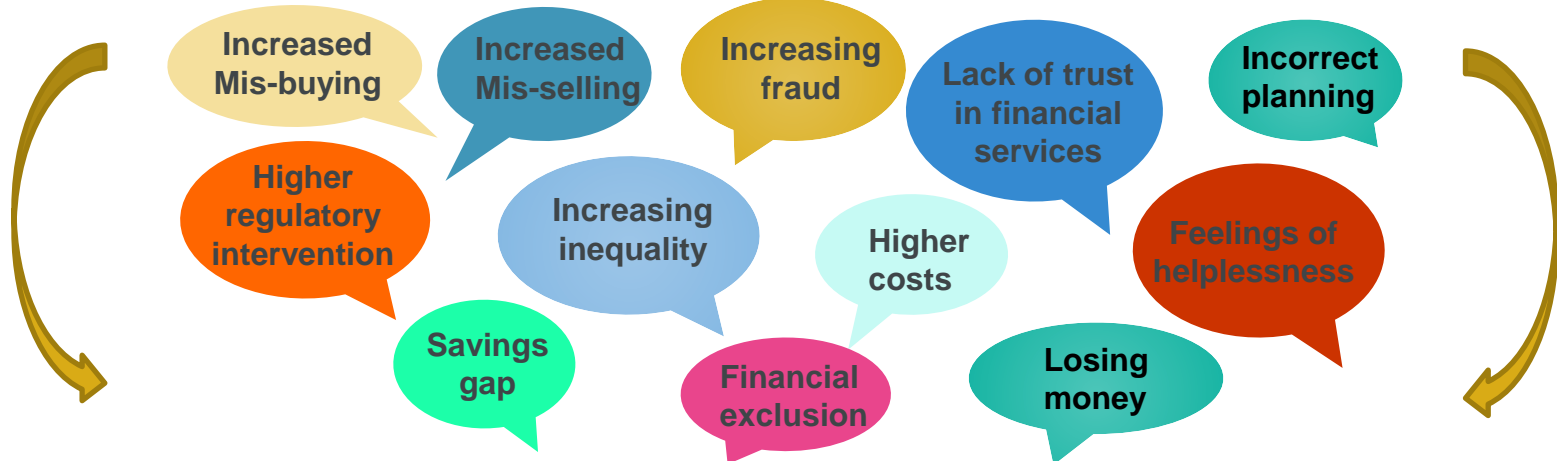 Increased
Mis-buying
Increased
Mis-selling
Increasing
fraud
Lack of trust
in financial
services
Incorrect
planning
Higher
regulatory
intervention
Increasing
inequality
Higher
costs
Feelings of
helplessness
Savings
gap
Financial
exclusion
Losing
money